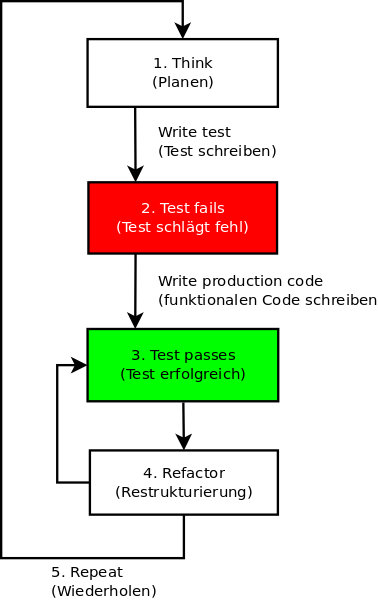 1. Think
(Planen)
Write test
(Test schreiben)
2. Test fails
(Test schlägt fehl)
Write production code
(funktionalen Code schreiben
3. Test passes
(Test erfolgreich)
4. Refactor
(Restrukturierung)
5. Repeat
(Wiederholen)